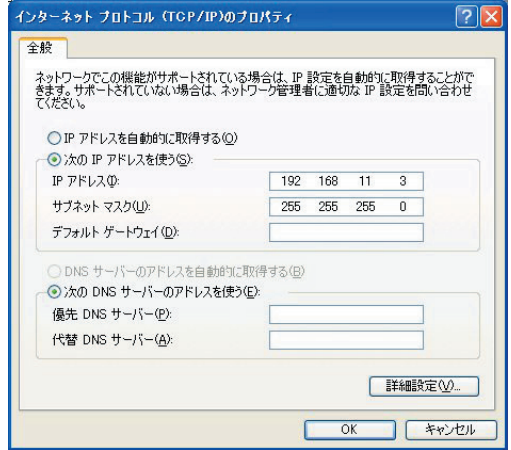 インターネット プロトコル (TCP/IP)のプロパティ
全般
ネットワークでこの機能がサポートされている場合は、IP 設定を自動的に取得することがで
きます。サポートされていない場合は、ネットワーク管理者に適切な IP 設定を問い合わせ
てください。
IP アドレスを自動的に取得する(O)
次の IP アドレスを使う(S):
IP アドレス(I): 192 168 11 3
サブネット マスク(U): 255 255 255 0
デフォルト ゲートウェイ(D):
DNS サーバーのアドレスを自動的に取得する(B)
次の DNS サーバーのアドレスを使う(E):
優先 DNS サーバー(P):
代替 DNS サーバー(A):
詳細設定(V)...
OK キャンセル